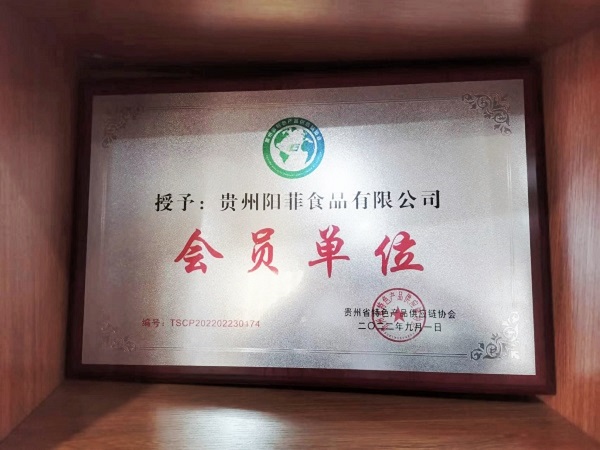 授予：贵州阳菲食品有限公司
会员单位
编号：TSCP202202230174
贵州省特色产品供应链协会
二〇二二年九月一日